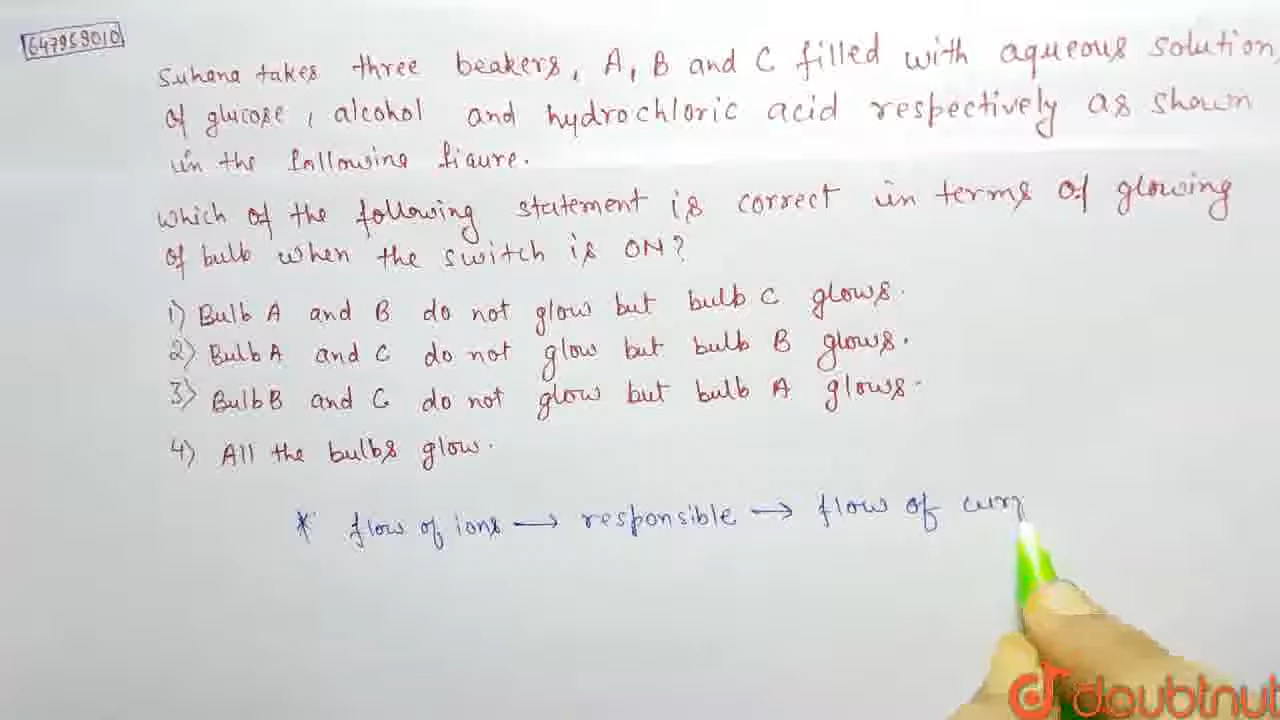 647959010
Suhana takes three beakers, A, B and C filled with aqueous solution,
of glucose, alcohol and hydrochloric acid respectively as shown
in the following figure.
which of the following statement is correct in terms of glowing
of bulb when the switch is ON?
1) Bulb A and B do not glow but bulb C glows.
2) Bulb A and C do not glow but bulb B glows.
3) Bulb B and C do not glow but bulb A glows.
4) All the bulbs glow.
* flow of ions → responsible → flow of curr
doubtnut